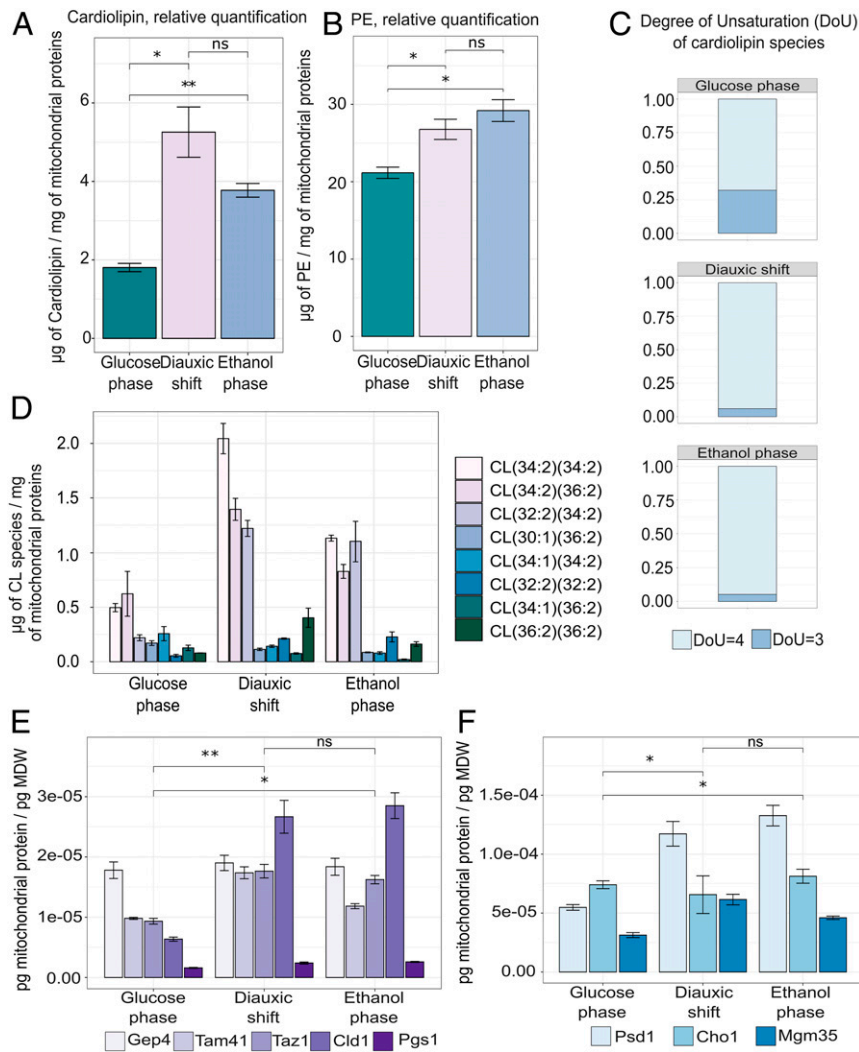 A
Cardiolipin, relative quantification
µg of Cardiolipin / mg of mitochondrial proteins
6
4
2
0
*
ns
**
Glucose phase
Diauxic shift
Ethanol phase
B
PE, relative quantification
µg of PE / mg of mitochondrial proteins
30
20
10
0
*
ns
*
Glucose phase
Diauxic shift
Ethanol phase
C
Degree of Unsaturation (DoU)
of cardiolipin species
Glucose phase
1.00
0.75
0.50
0.25
0.00
Diauxic shift
1.00
0.75
0.50
0.25
0.00
Ethanol phase
1.00
0.75
0.50
0.25
0.00
DoU=4 DoU=3
D
µg of CL species / mg
of mitochondrial proteins
2.0
1.5
1.0
0.5
0.0
Glucose phase
Diauxic shift
Ethanol phase
CL(34:2)(34:2)
CL(34:2)(36:2)
CL(32:2)(34:2)
CL(30:1)(36:2)
CL(34:1)(34:2)
CL(32:2)(32:2)
CL(34:1)(36:2)
CL(36:2)(36:2)
E
pg mitochondrial protein / pg MDW
3e-05
2e-05
1e-05
0.00
**
ns
*
Glucose phase
Diauxic shift
Ethanol phase
Gep4 Tam41 Taz1 Cld1 Pgs1
F
pg mitochondrial protein / pg MDW
1.5e-04
1e-04
5e-05
0.00
*
ns
*
Glucose phase
Diauxic shift
Ethanol phase
Psd1 Cho1 Mgm35